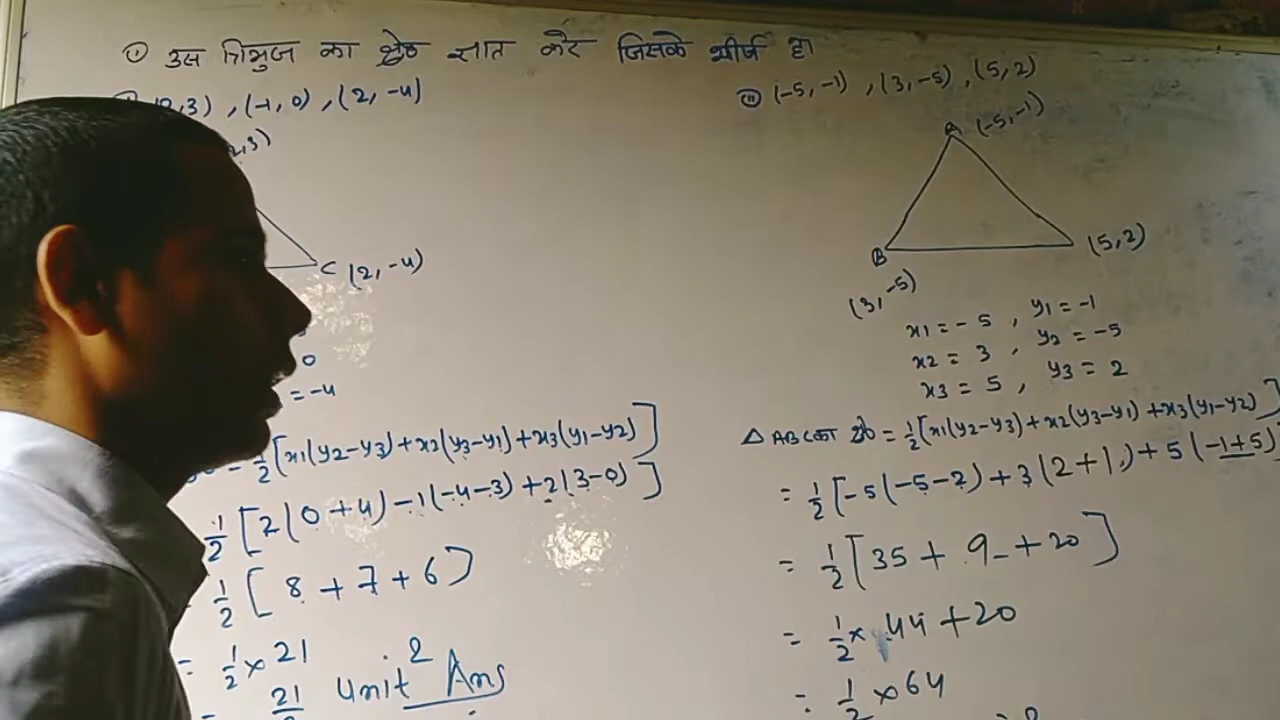 ① उस त्रिभुज का क्षे० ज्ञात करें जिसके शीर्ष हो
,3) , (-1, 0) , (2, -4)
2,3)
C (2, -4)
0
= -4
= 1/2 [x1(y2-y3) + x2(y3-y1) + x3(y1-y2)]
1/2 [2(0+4) -1(-4-3) + 2(3-0)]
1/2 [8 + 7 + 6]
= 1/2 × 21
= 21 unit² Ans
ⓘⓘ (-5, -1) , (3, -5) , (5, 2)
A (-5, -1)
B (5, 2)
(3, -5)
x1 = -5 , y1 = -1
x2 = 3 , y2 = -5
x3 = 5 , y3 = 2
△ ABC का क्षे० = 1/2 [x1(y2-y3) + x2(y3-y1) + x3(y1-y2)]
= 1/2 [-5(-5-2) + 3(2+1) + 5(-1+5)]
= 1/2 [35 + 9 + 20]
= 1/2 × 44 + 20
= 1/2 × 64